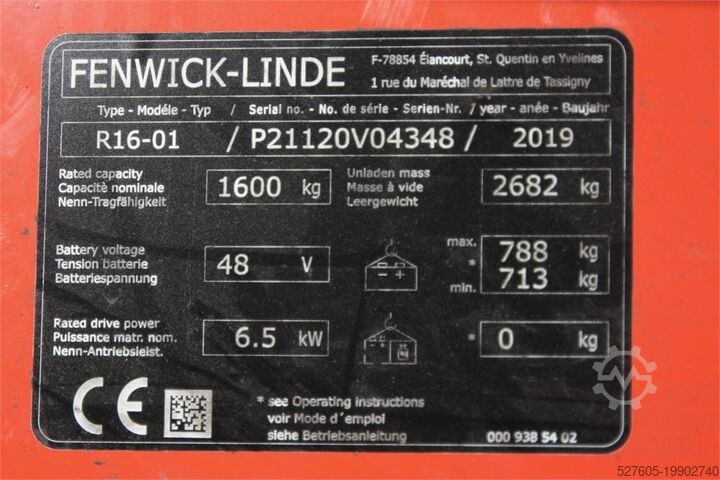 FENWICK-LINDE
F-78854 Élancourt, St. Quentin en Yvelines
1 rue du Maréchal de Lattre de Tassigny
Type - Modéle - Typ / Serial no. - No. de série - Serien-Nr. / year - anée - Baujahr
R16-01 / P21120V04348 / 2019
Rated capacity
Capacitè nominale
Nenn-Tragfähigkeit
1600 kg
Unladen mass
Masse à vide
Leergewicht
2682 kg
Battery voltage
Tension batterie
Batteriespannung
48 V
- +
max. 788 kg
*
min. 713 kg
Rated drive power
Puissance matr. nom.
Nenn-Antriebsleist.
6.5 kW
- + kg
* 0 kg
CE
* see Operating instructions
voir Mode d´emploi
siehe Betriebsanleitung
000 938 54 02
527605-19902740